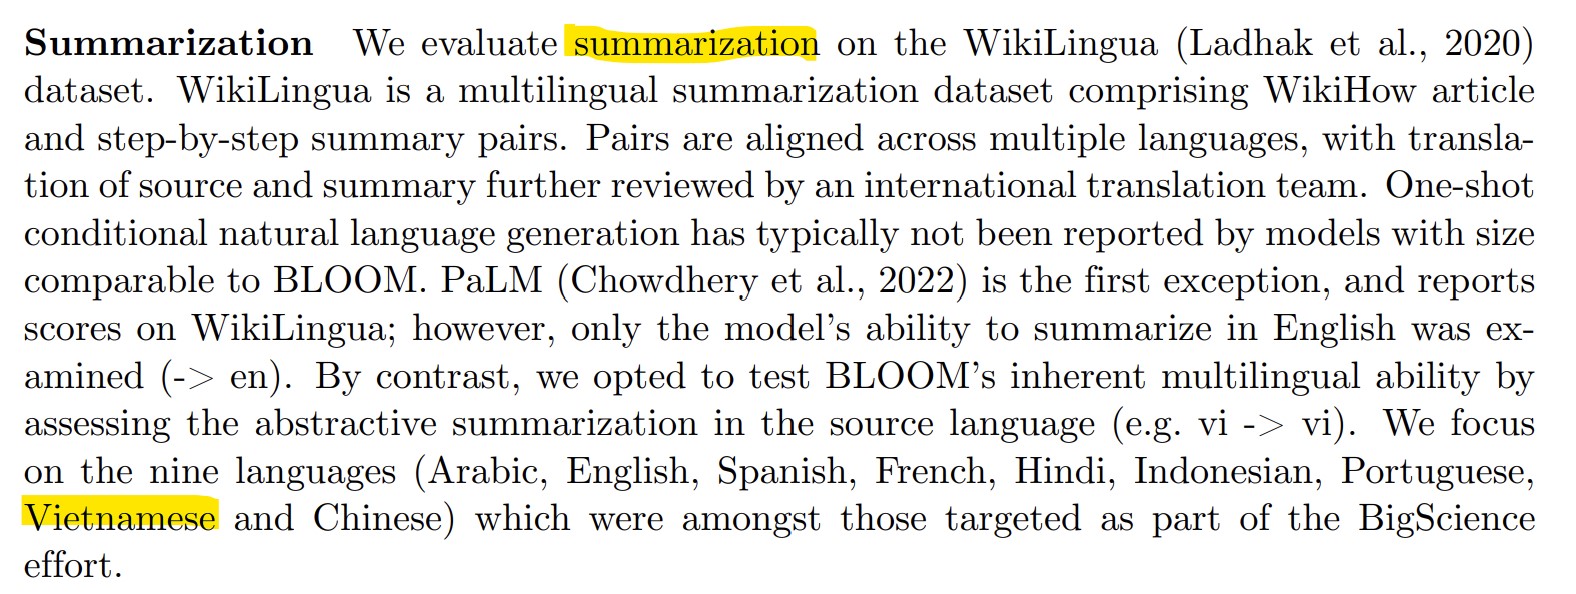 Summarization We evaluate summarization on the WikiLingua (Ladhak et al., 2020)
dataset. WikiLingua is a multilingual summarization dataset comprising WikiHow article
and step-by-step summary pairs. Pairs are aligned across multiple languages, with transla-
tion of source and summary further reviewed by an international translation team. One-shot
conditional natural language generation has typically not been reported by models with size
comparable to BLOOM. PaLM (Chowdhery et al., 2022) is the first exception, and reports
scores on WikiLingua; however, only the model's ability to summarize in English was ex-
amined (-> en). By contrast, we opted to test BLOOM's inherent multilingual ability by
assessing the abstractive summarization in the source language (e.g. vi -> vi). We focus
on the nine languages (Arabic, English, Spanish, French, Hindi, Indonesian, Portuguese,
Vietnamese and Chinese) which were amongst those targeted as part of the BigScience
effort.